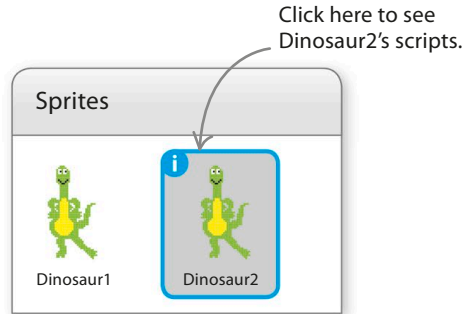 Click here to see
Dinosaur2’s scripts.
Sprites
i
Dinosaur1
Dinosaur2